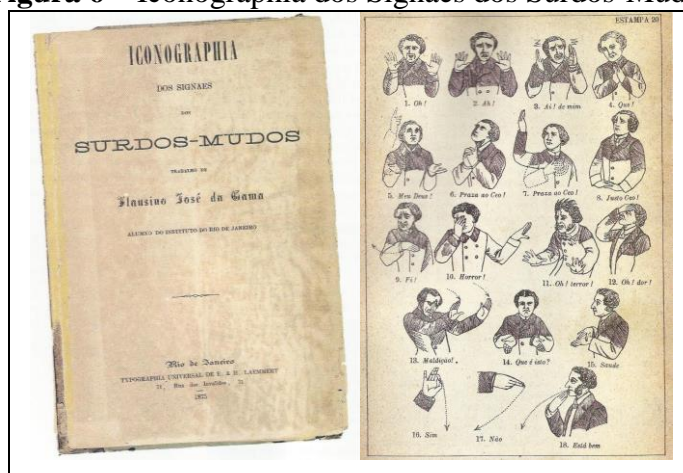 Iconographia dos Signaes dos Surdos-Mud
ICONOGRAPHIA
DOS SIGNAES
DOS
SURDOS-MUDOS
TRABALHO DE
Flausino José da Gama
ALUMNO DO INSTITUTO DO RIO DE JANEIRO
Rio de Janeiro
TYPOGRAPHIA UNIVERSAL DE E. & H. LAEMMERT
71, Rua dos Invalidos, 71
1875
ESTAMPA 20
1. Oh!
2. Ah!
3. Ai! de mim
4. Que!
5. Meu Deus!
6. Praza ao Ceo!
7. Praza ao Ceo!
8. Justo Ceo!
9. Fi!
10. Horror!
11. Oh! terror!
12. Oh! dor!
13. Maldição!
14. Que é isto?
15. Saude
16. Sim
17. Não
18. Está bem